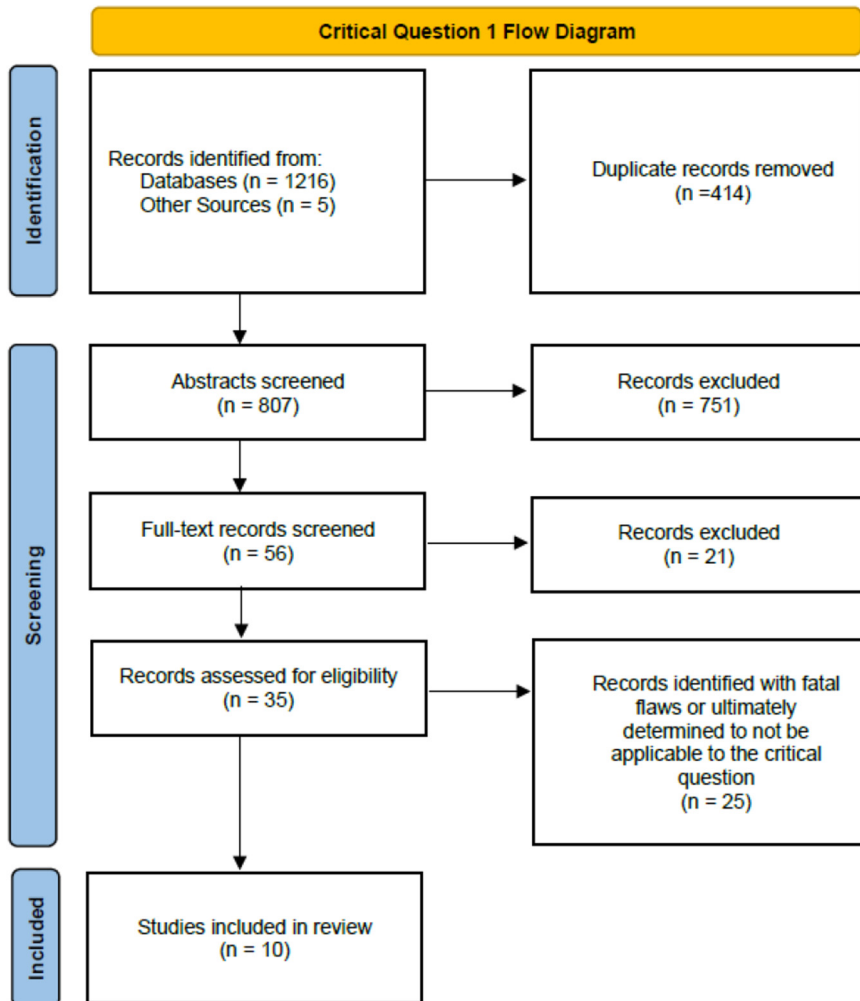 Critical Question 1 Flow Diagram
Identification
Records identified from:
Databases (n = 1216)
Other Sources (n = 5)
Duplicate records removed
(n =414)
Screening
Abstracts screened
(n = 807)
Records excluded
(n = 751)
Full-text records screened
(n = 56)
Records excluded
(n = 21)
Records assessed for eligibility
(n = 35)
Records identified with fatal
flaws or ultimately
determined to not be
applicable to the critical
question
(n = 25)
Included
Studies included in review
(n = 10)